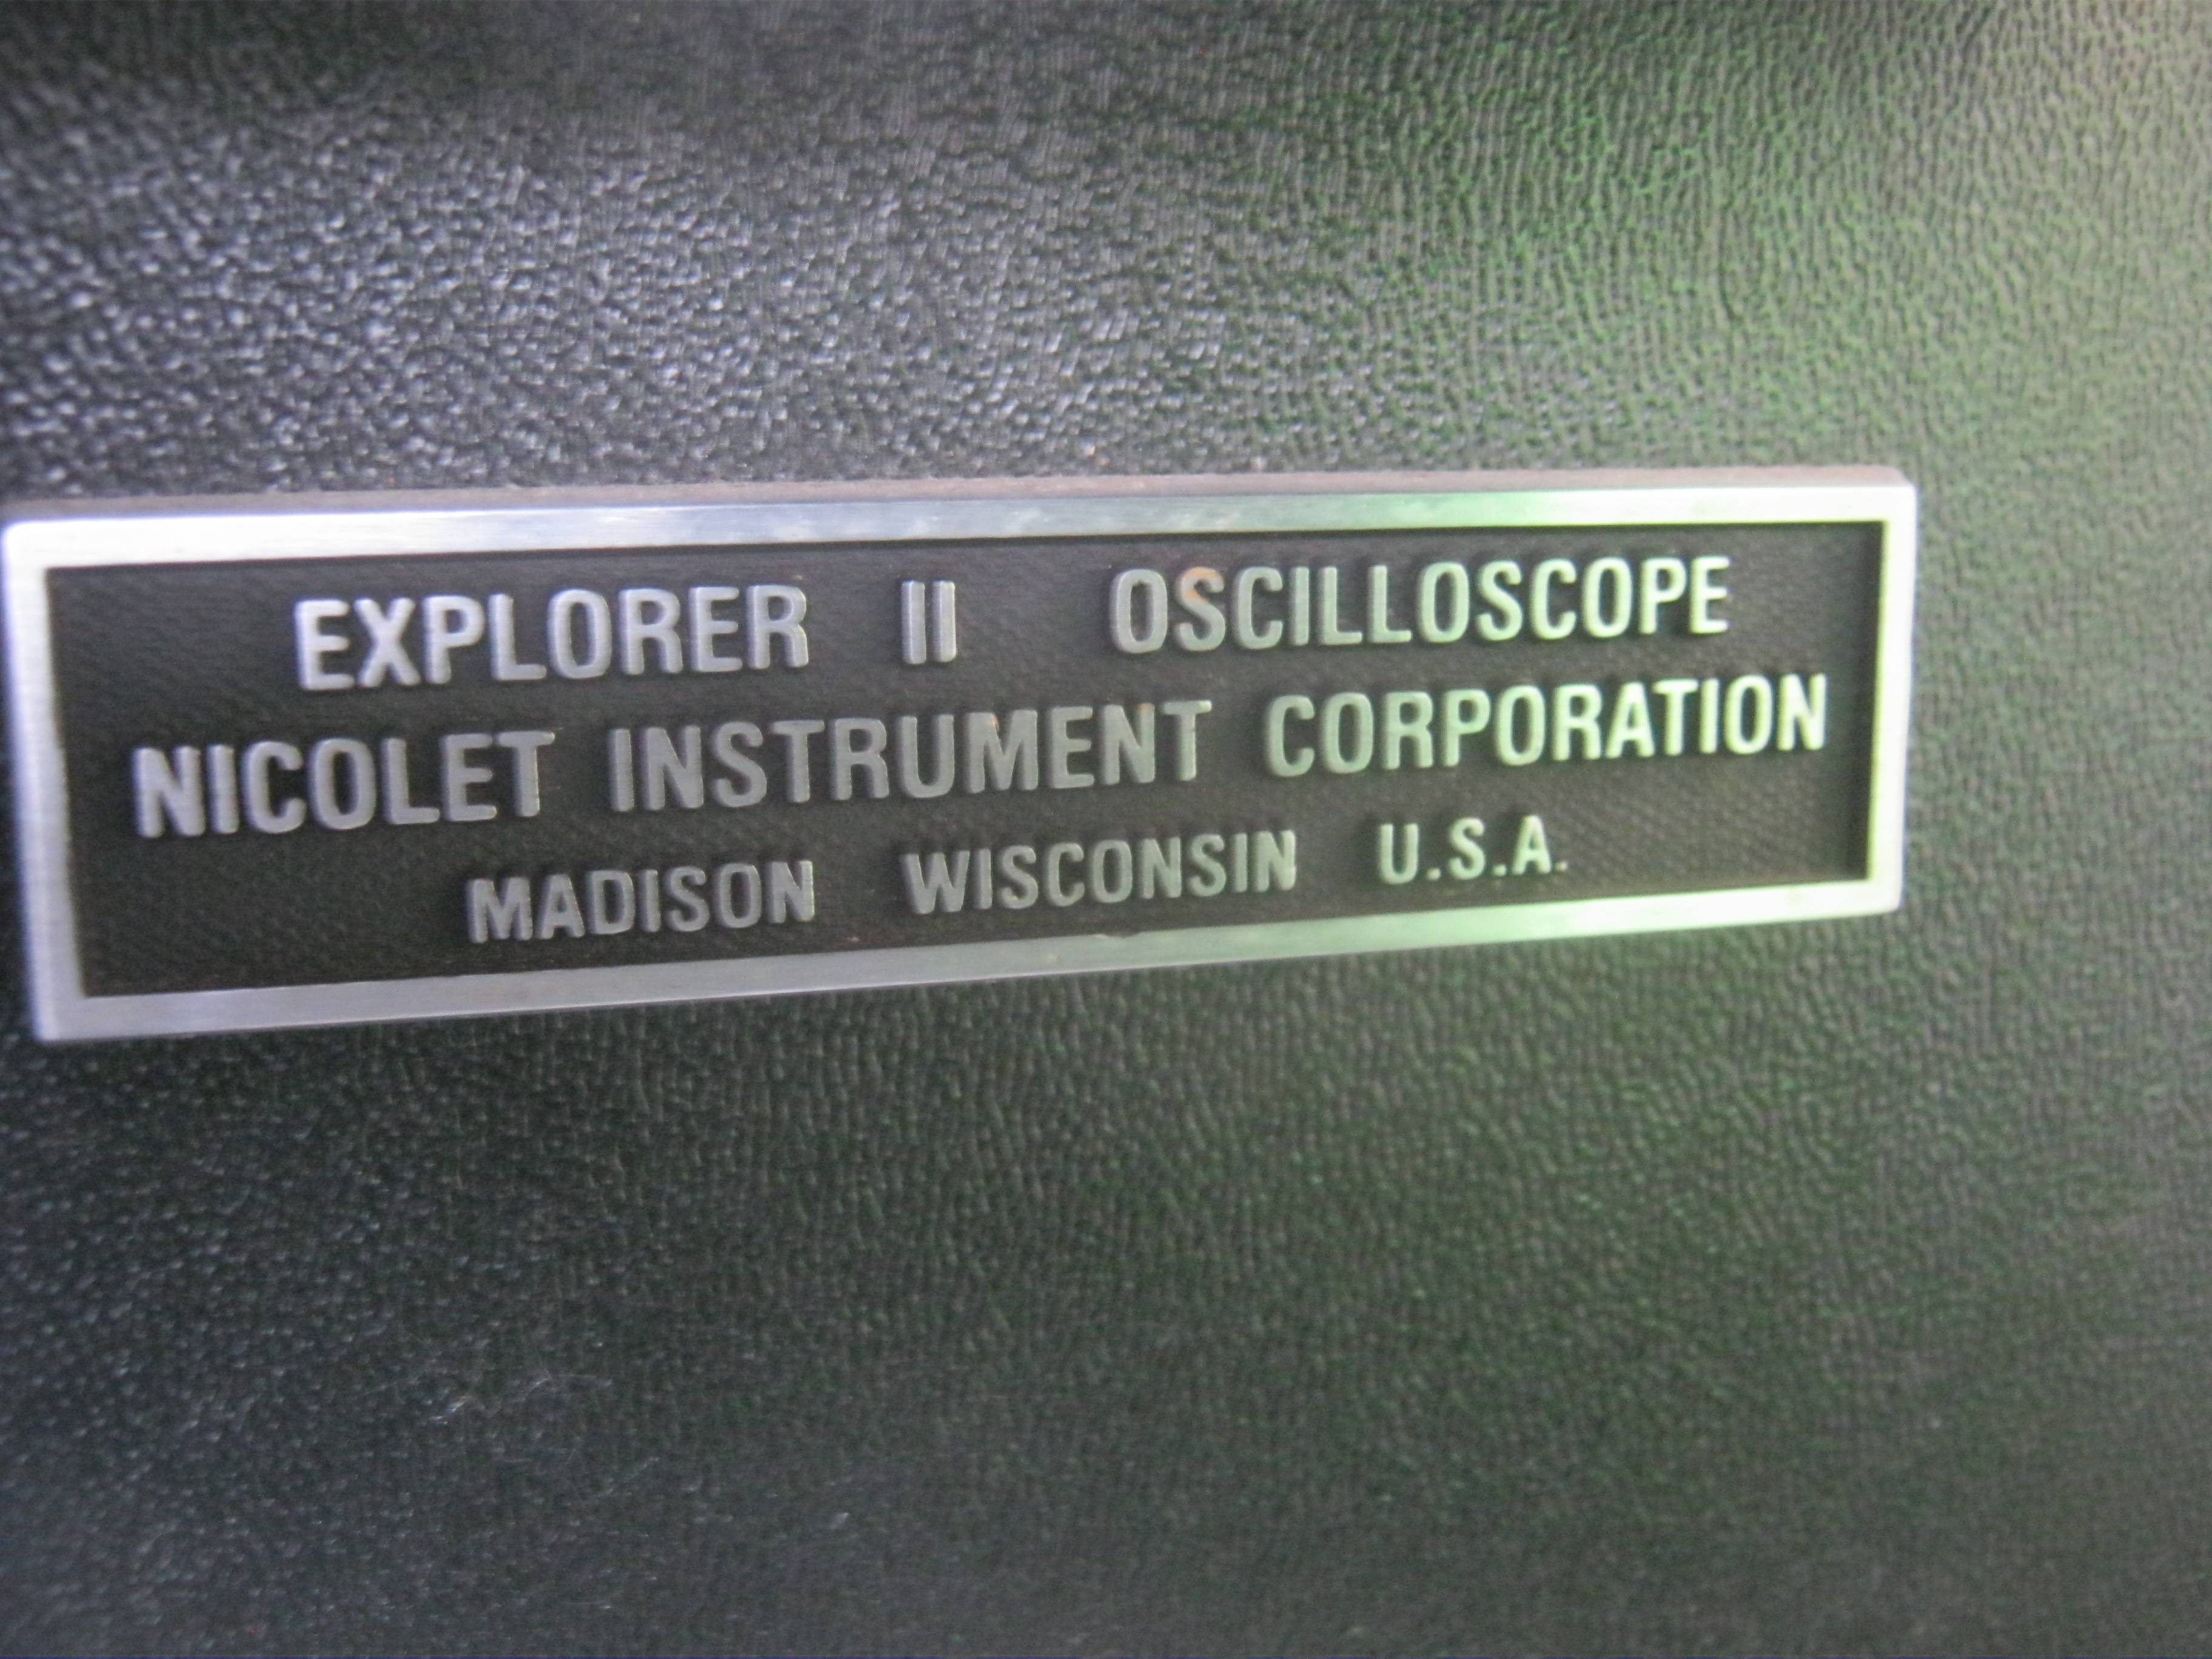 EXPLORER II OSCILLOSCOPE
NICOLET INSTRUMENT CORPORATION
MADISON WISCONSIN U.S.A.